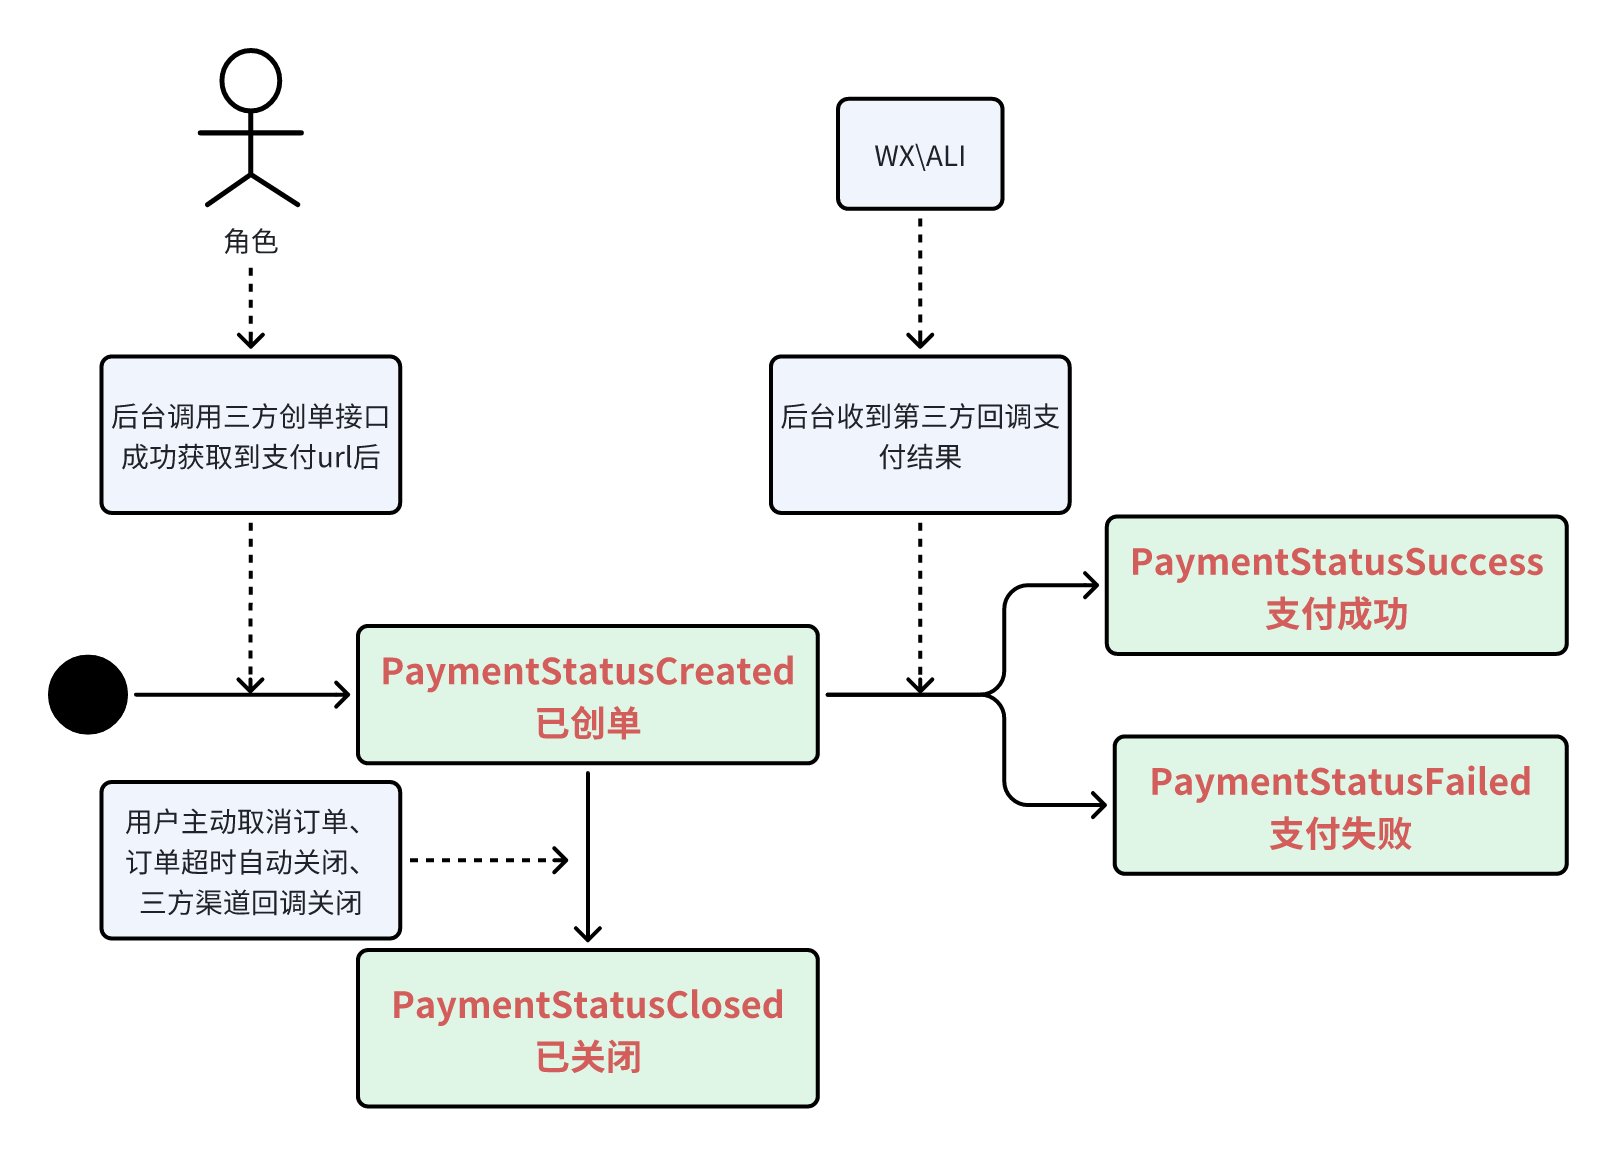 角色
WX\ALI
后台调用三方创单接口
成功获取到支付url后
后台收到第三方回调支
付结果
PaymentStatusSuccess
支付成功
PaymentStatusCreated
已创单
PaymentStatusFailed
支付失败
用户主动取消订单、
订单超时自动关闭、
三方渠道回调关闭
PaymentStatusClosed
已关闭